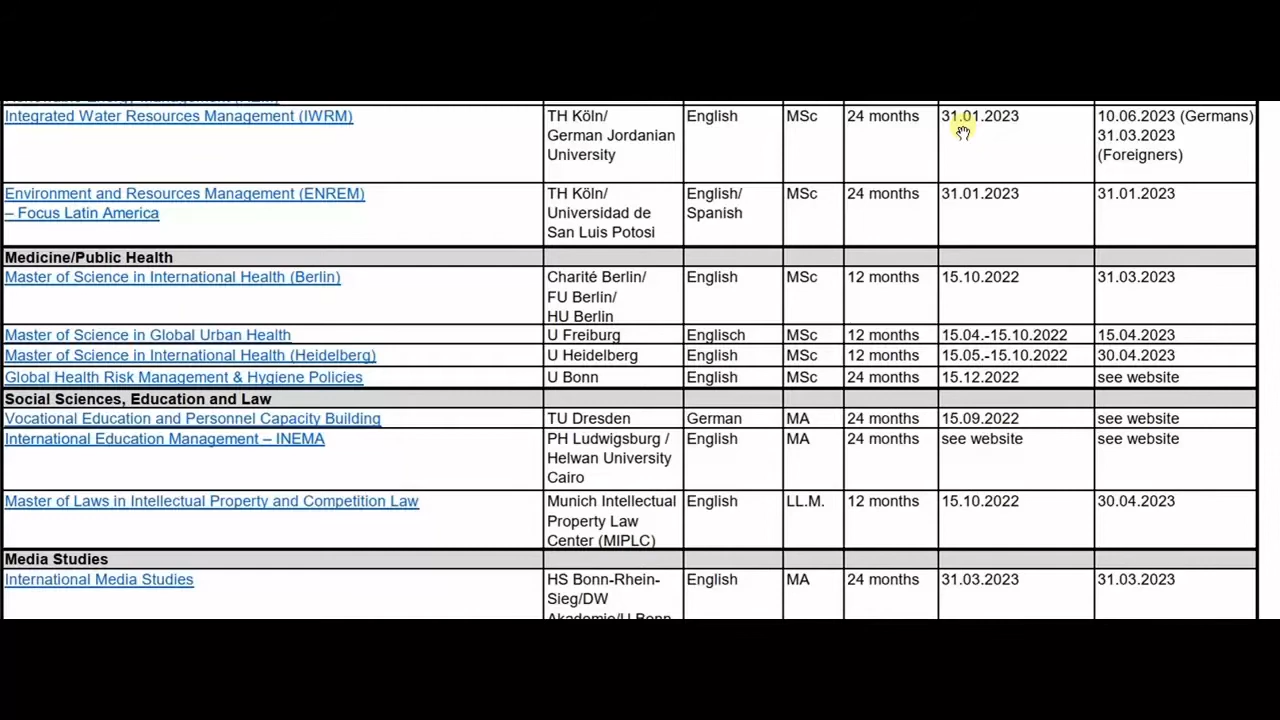 Integrated Water Resources Management (IWRM) TH Köln/ English MSc 24 months 31.01.2023 10.06.2023 (Germans)
German Jordanian 31.03.2023
University (Foreigners)
Environment and Resources Management (ENREM) TH Köln/ English/ MSc 24 months 31.01.2023 31.01.2023
– Focus Latin America Universidad de Spanish
San Luis Potosi
Medicine/Public Health
Master of Science in International Health (Berlin) Charité Berlin/ English MSc 12 months 15.10.2022 31.03.2023
FU Berlin/
HU Berlin
Master of Science in Global Urban Health U Freiburg Englisch MSc 12 months 15.04.-15.10.2022 15.04.2023
Master of Science in International Health (Heidelberg) U Heidelberg English MSc 12 months 15.05.-15.10.2022 30.04.2023
Global Health Risk Management & Hygiene Policies U Bonn English MSc 24 months 15.12.2022 see website
Social Sciences, Education and Law
Vocational Education and Personnel Capacity Building TU Dresden German MA 24 months 15.09.2022 see website
International Education Management – INEMA PH Ludwigsburg / English MA 24 months see website see website
Helwan University
Cairo
Master of Laws in Intellectual Property and Competition Law Munich Intellectual English LL.M. 12 months 15.10.2022 30.04.2023
Property Law
Center (MIPLC)
Media Studies
International Media Studies HS Bonn-Rhein- English MA 24 months 31.03.2023 31.03.2023
Sieg/DW